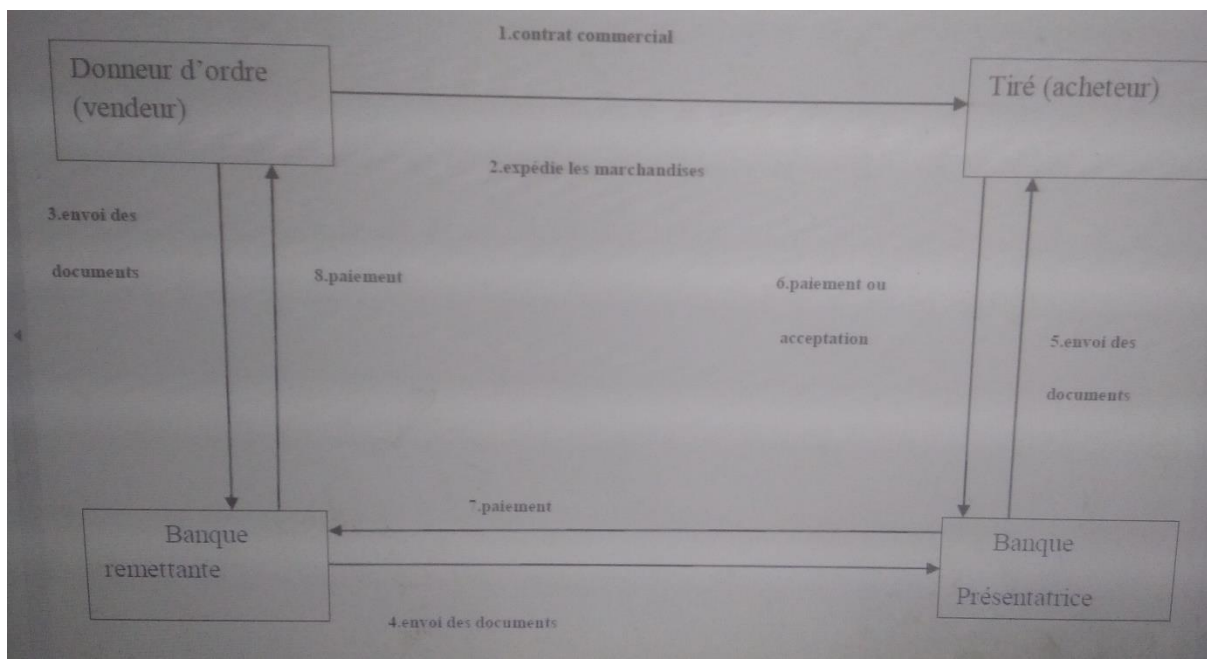 1.contrat commercial
Donneur d'ordre
(vendeur)
Tiré (acheteur)
2.expédie les marchandises
3.envoi des
documents
8.paiement
6.paiement ou
acceptation
5.envoi des
documents
7.paiement
Banque
remettante
Banque
Présentatrice
4.envoi des documents